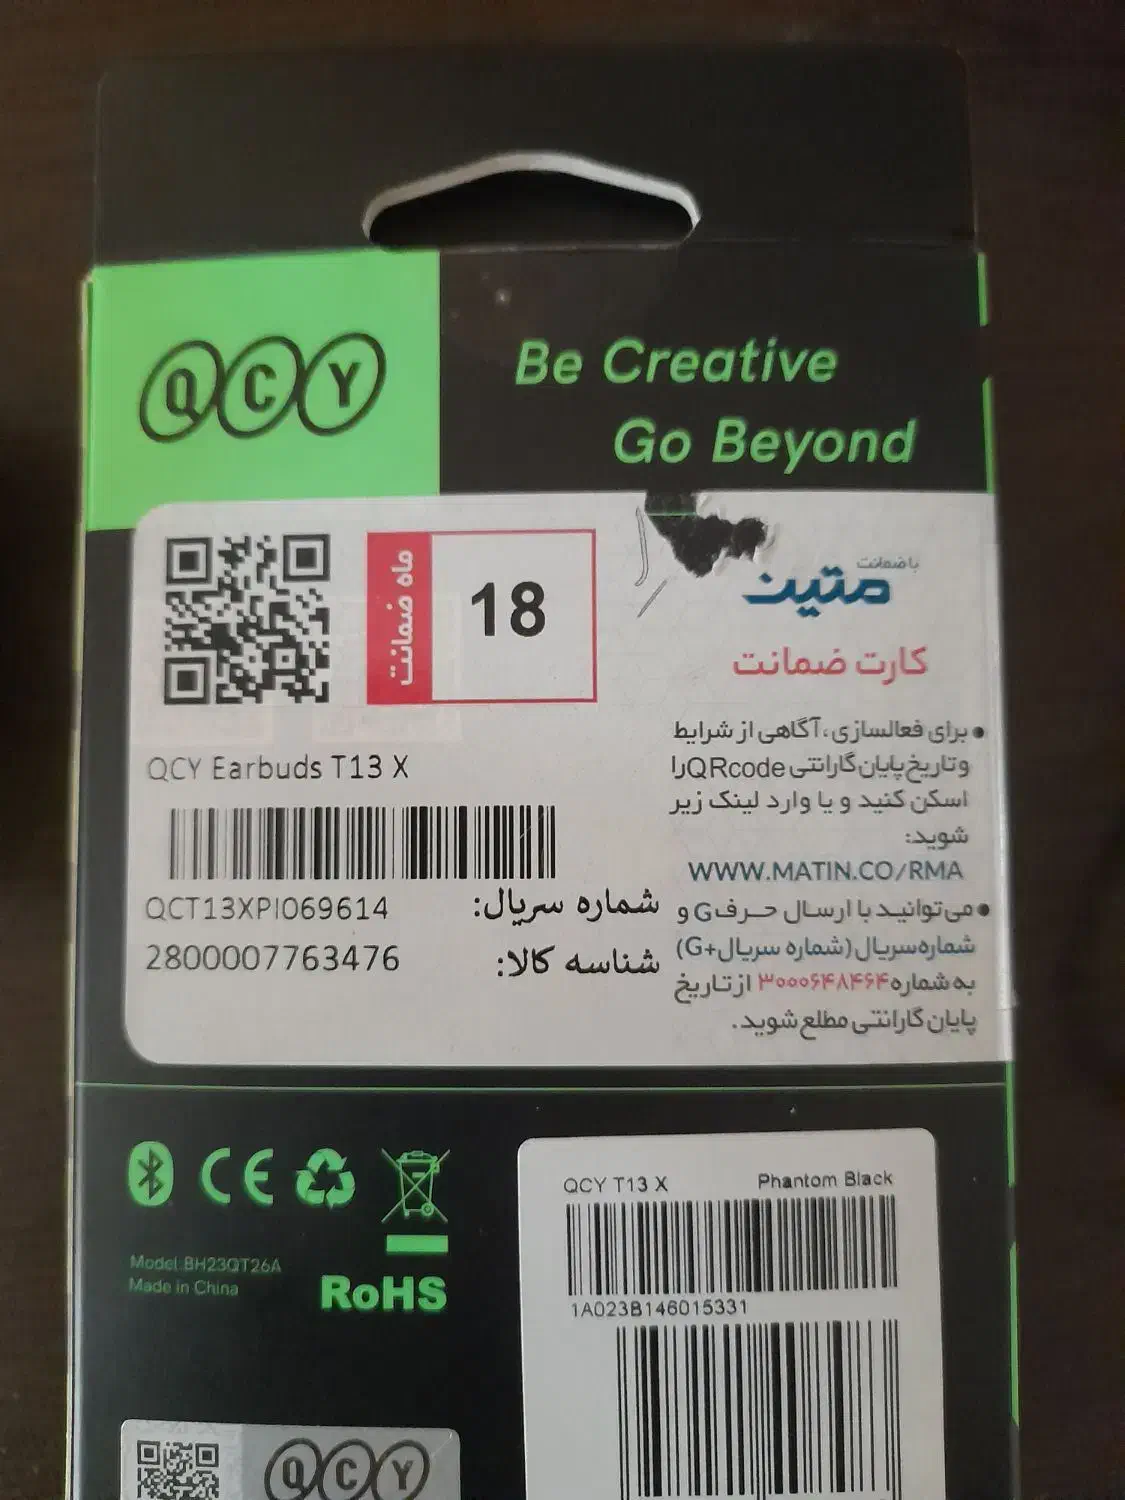 QCY
Be Creative
Go Beyond
ماه ضمانت
18
با ضمانت
متین
کارت ضمانت
QCY Earbuds T13 X
QCT13XPI069614
شماره سریال:
2800007763476
شناسه کالا:
● برای فعالسازی، آگاهی از شرایط
و تاریخ پایان گارانتی QRcode را
اسکن کنید و یا وارد لینک زیر
شوید:
WWW.MATIN.CO/RMA
● می‌توانید با ارسال حرف G و
شماره سریال (شماره سریال+G)
به شماره ۳۰۰۰۶۴۸۴۶۴ از تاریخ
پایان گارانتی مطلع شوید.
CE
Model:BH23QT26A
Made in China
RoHS
QCY T13 X
Phantom Black
1A023B146015331
QCY